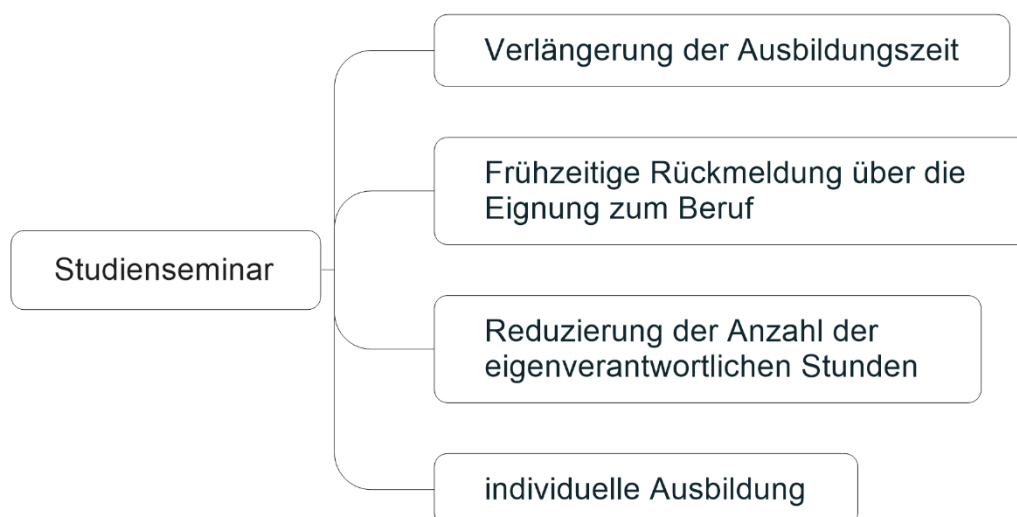 Verlängerung der Ausbildungszeit
Frühzeitige Rückmeldung über die
Eignung zum Beruf
Studienseminar
Reduzierung der Anzahl der
eigenverantwortlichen Stunden
individuelle Ausbildung